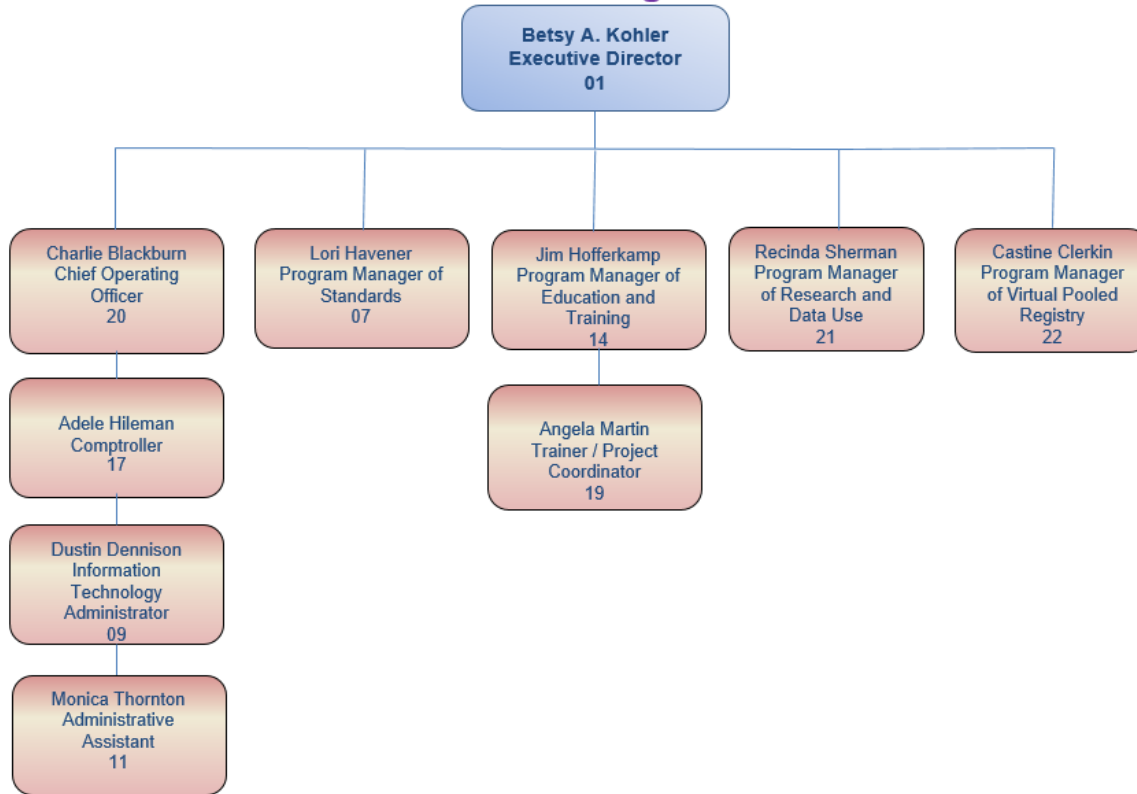 Betsy A. Kohler
Executive Director
01
Charlie Blackburn
Chief Operating
Officer
20
Lori Havener
Program Manager of
Standards
07
Jim Hofferkamp
Program Manager of
Education and
Training
14
Recinda Sherman
Program Manager
of Research and
Data Use
21
Castine Clerkin
Program Manager
of Virtual Pooled
Registry
22
Adele Hileman
Comptroller
17
Angela Martin
Trainer / Project
Coordinator
19
Dustin Dennison
Information
Technology
Administrator
09
Monica Thornton
Administrative
Assistant
11